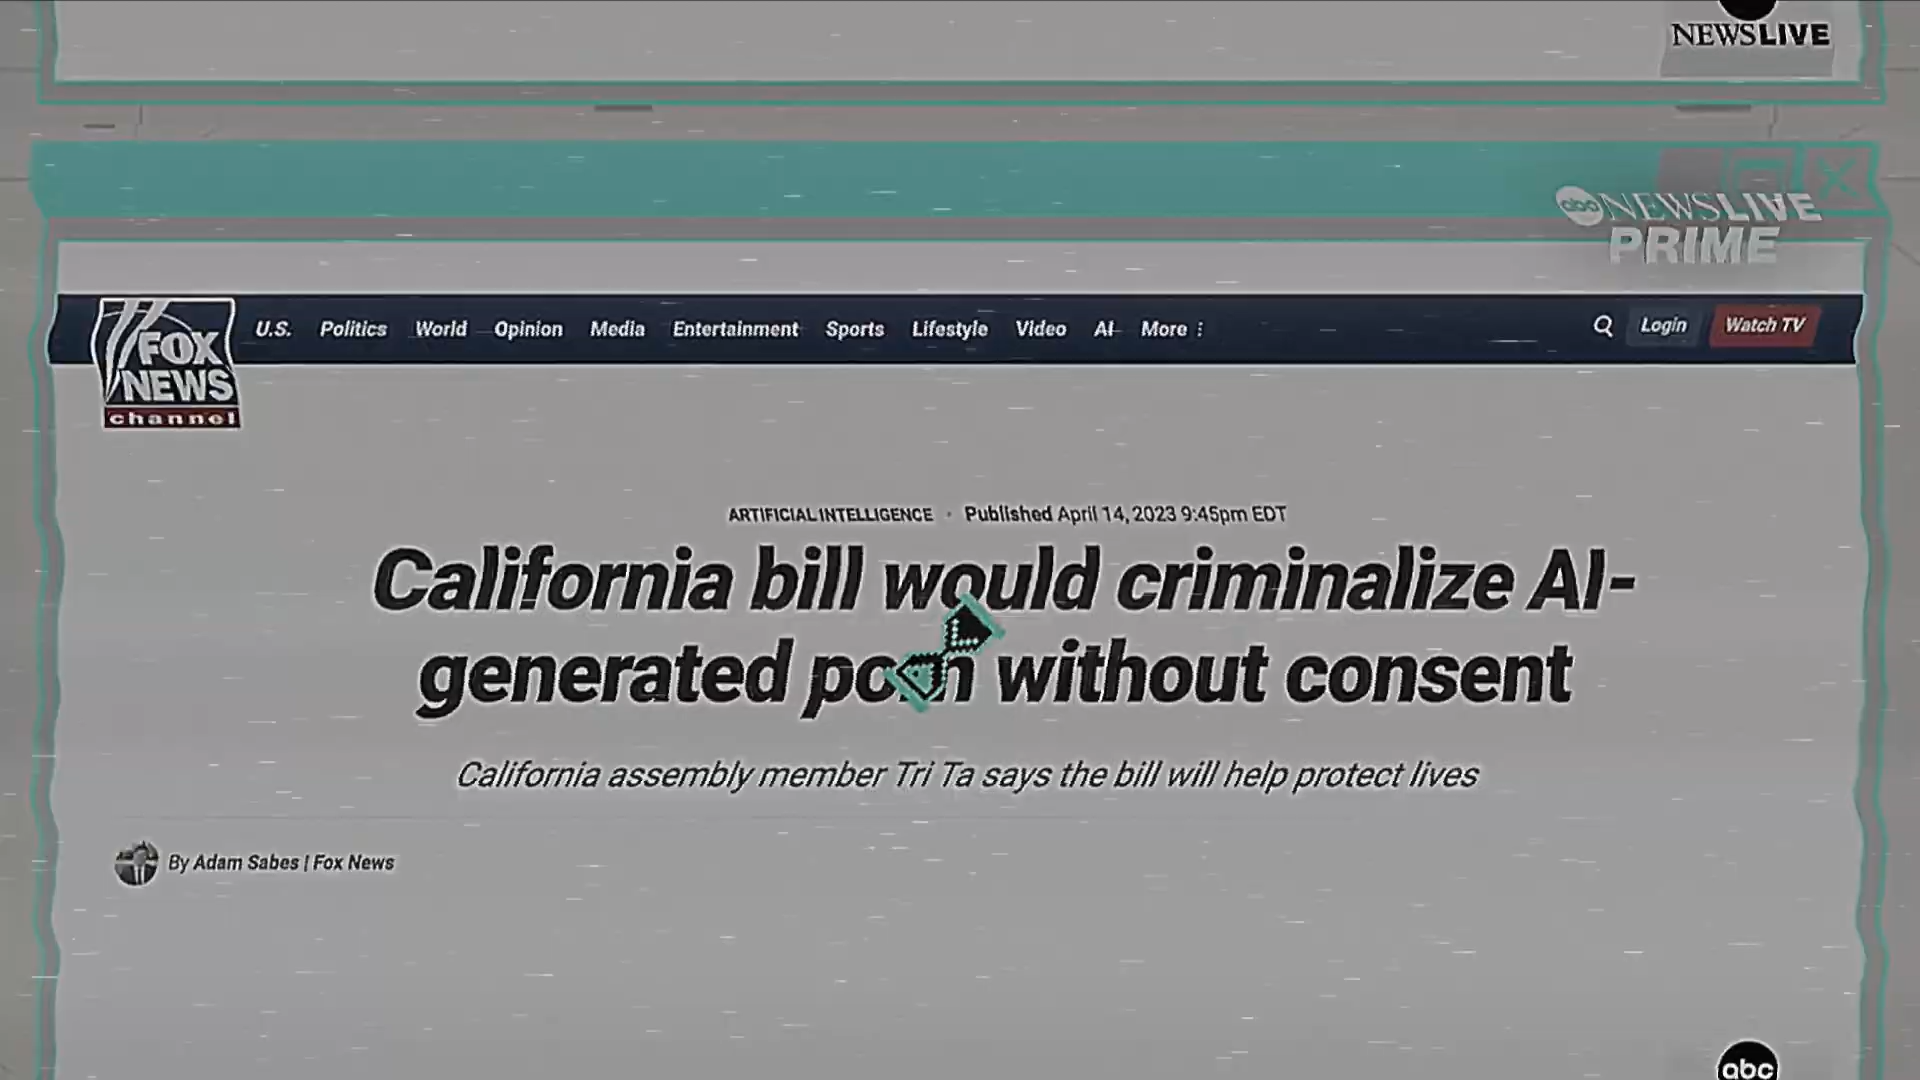 NEWSLIVE
abc NEWSLIVE
PRIME
FOX
NEWS
channel
U.S. Politics World Opinion Media Entertainment Sports Lifestyle Video AI More Login Watch TV
ARTIFICIAL INTELLIGENCE · Published April 14, 2023 9:45pm EDT
California bill would criminalize AI-
generated porn without consent
California assembly member Tri Ta says the bill will help protect lives
By Adam Sabes | Fox News
abc